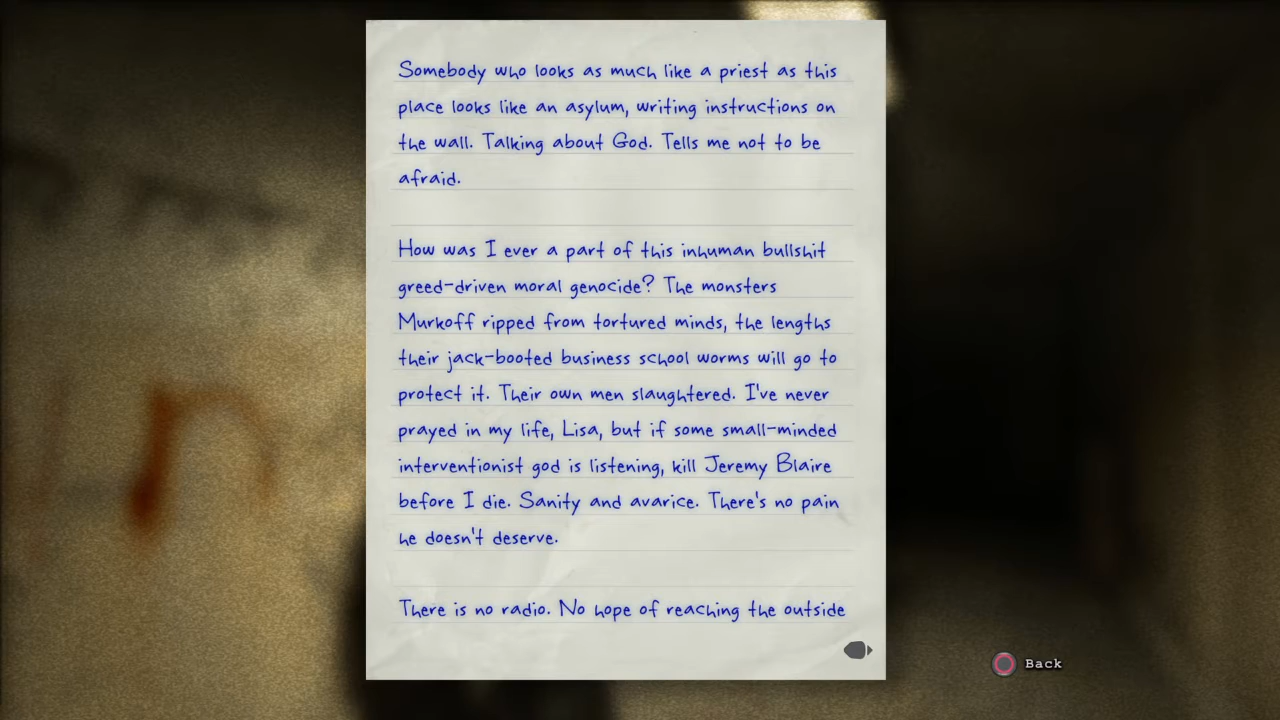 Somebody who looks as much like a priest as this
place looks like an asylum, writing instructions on
the wall. Talking about God. Tells me not to be
afraid.
How was I ever a part of this inhuman bullshit
greed-driven moral genocide? The monsters
Murkoff ripped from tortured minds, the lengths
their jack-booted business school worms will go to
protect it. Their own men slaughtered. I've never
prayed in my life, Lisa, but if some small-minded
interventionist god is listening, kill Jeremy Blaire
before I die. Sanity and avarice. There's no pain
he doesn't deserve.
There is no radio. No hope of reaching the outside
Back